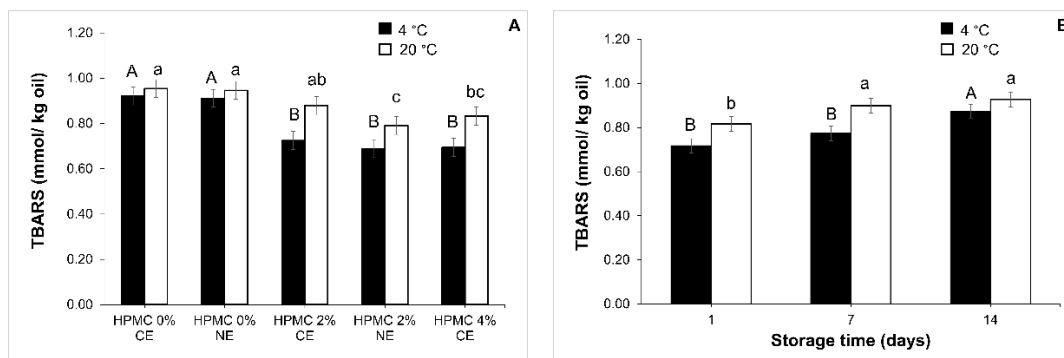 A
4 °C
20 °C
TBARS (mmol/ kg oil)
1.20
1.00
0.80
0.60
0.40
0.20
0.00
A a A a B ab B c B bc
HPMC 0% HPMC 0% HPMC 2% HPMC 2% HPMC 4%
CE NE CE NE CE
4 °C
20 °C
TBARS (mmol/ kg oil)
1.20
1.00
0.80
0.60
0.40
0.20
0.00
B b B a A a
1 7 14
Storage time (days)